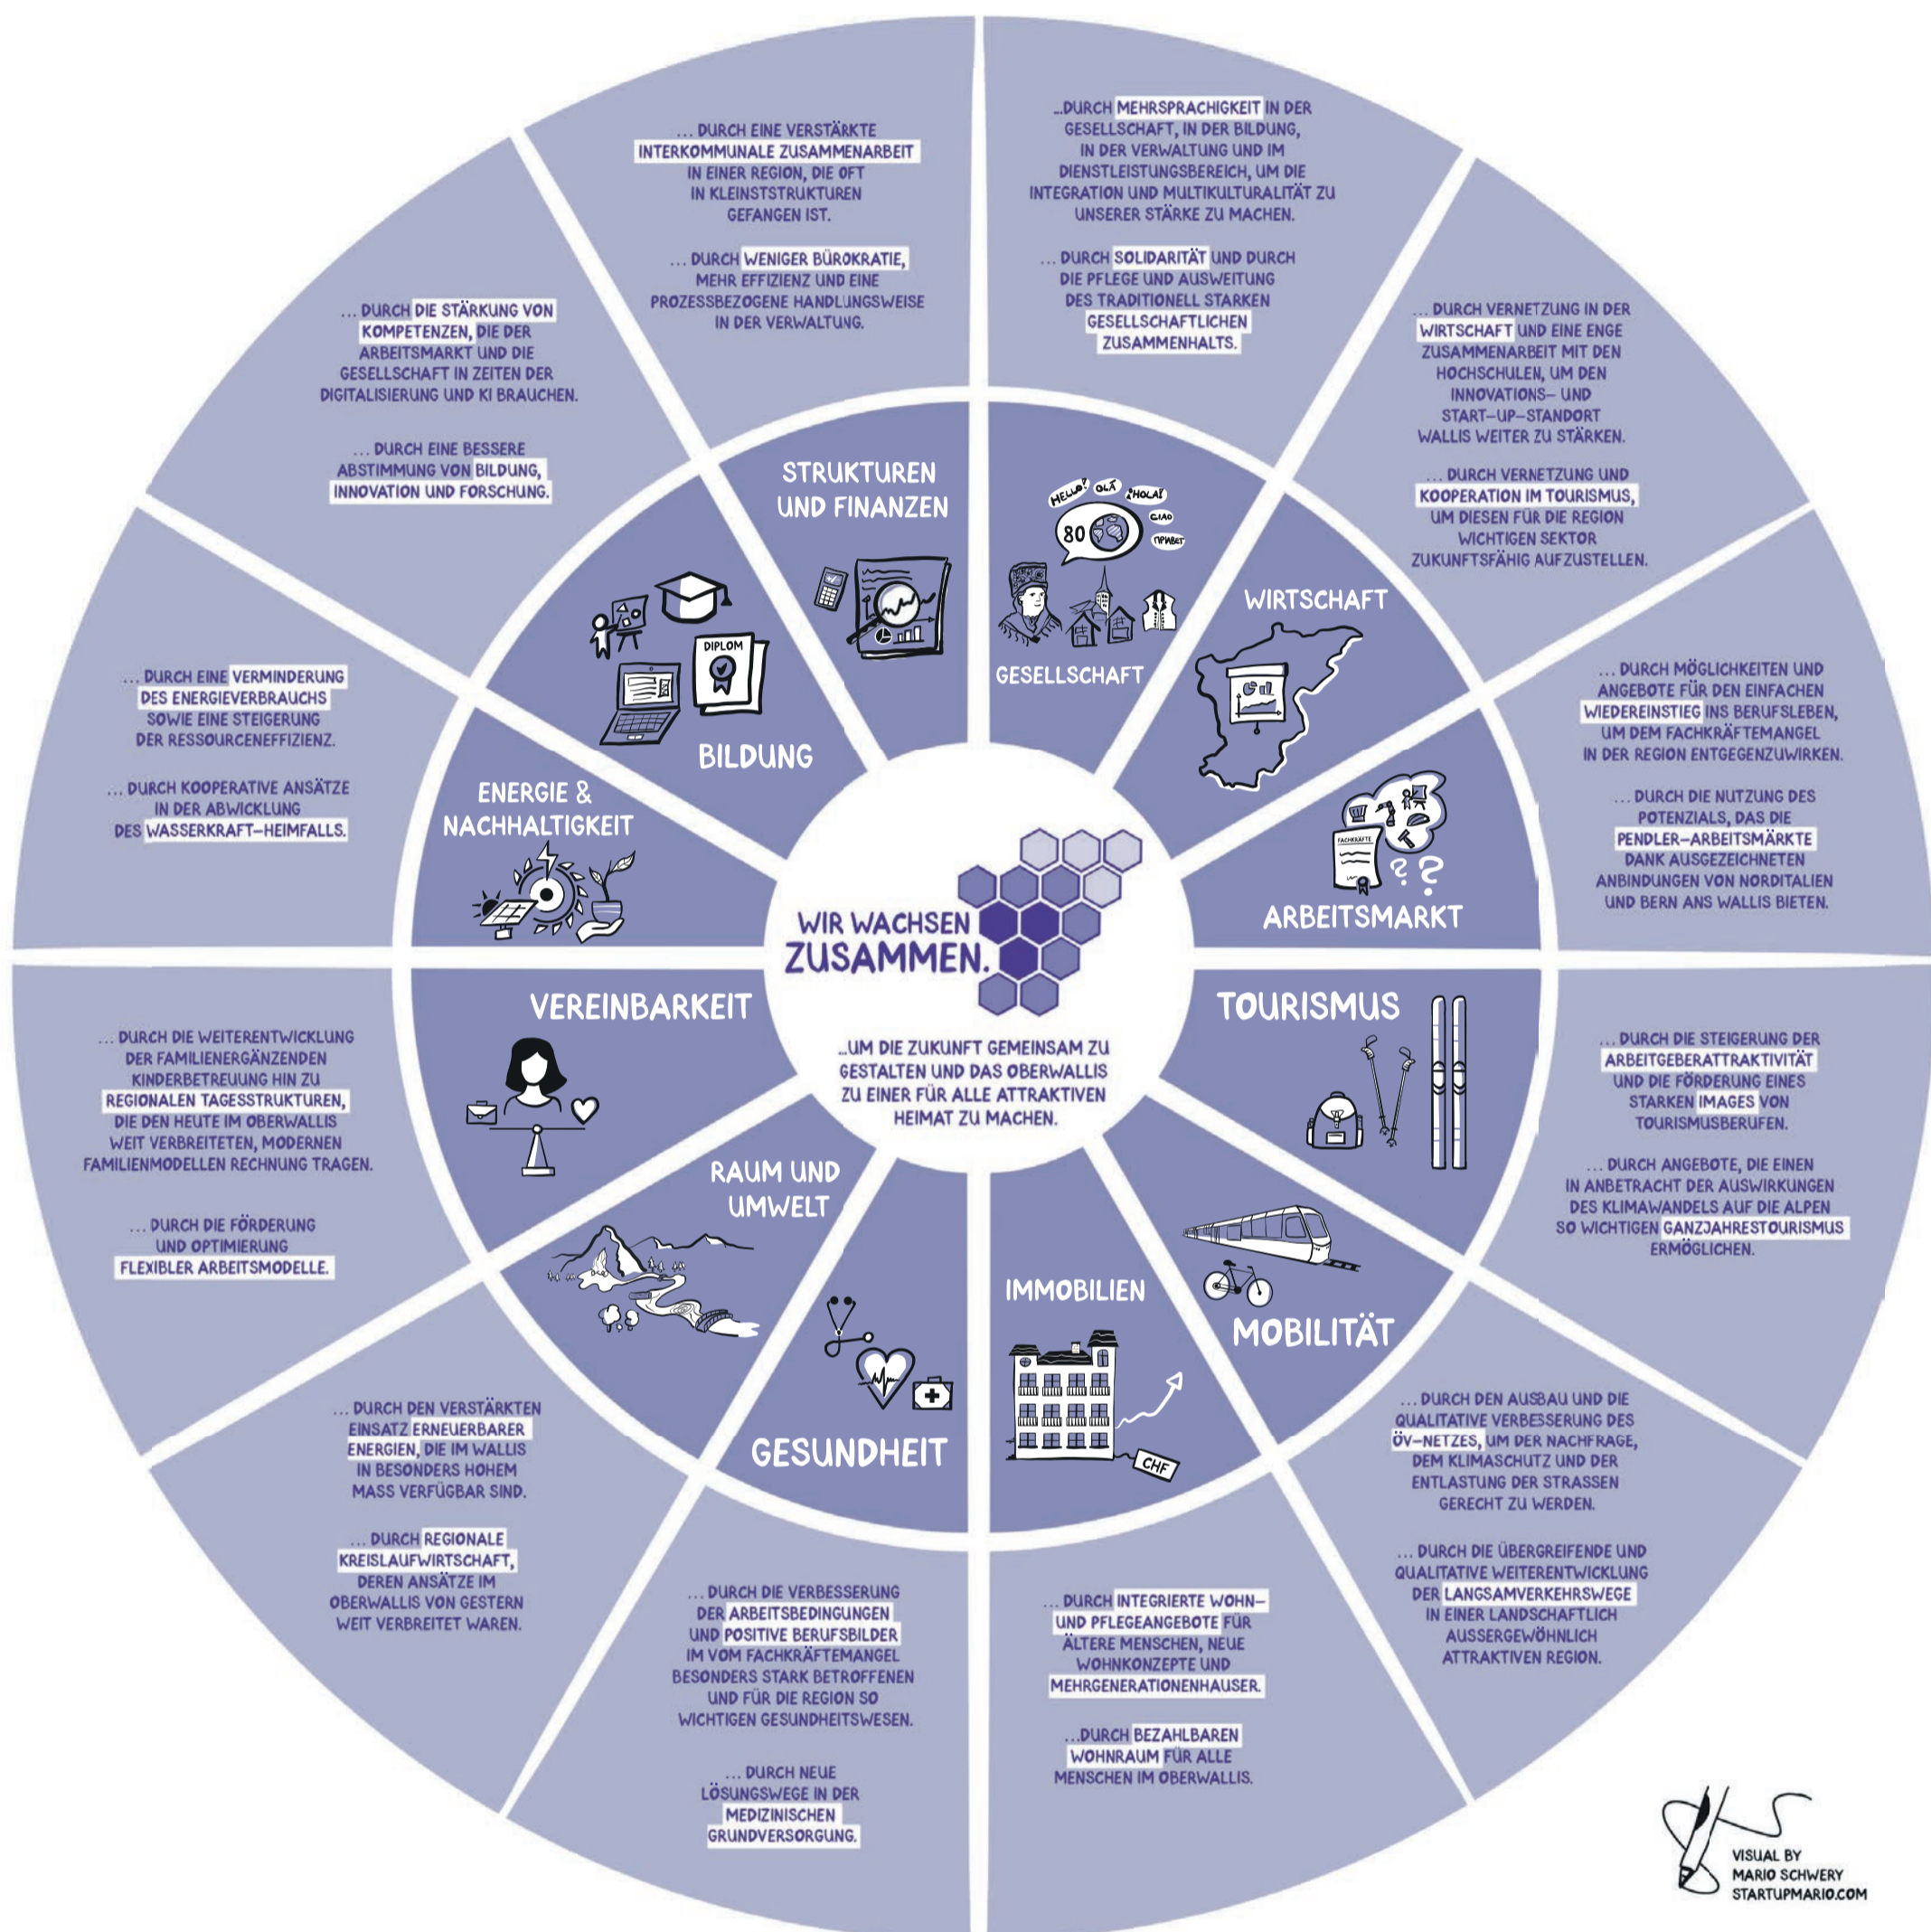 WIR WACHSEN
ZUSAMMEN.
...UM DIE ZUKUNFT GEMEINSAM ZU
GESTALTEN UND DAS OBERWALLIS
ZU EINER FÜR ALLE ATTRAKTIVEN
HEIMAT ZU MACHEN.
...DURCH MEHRSPRACHIGKEIT IN DER
GESELLSCHAFT, IN DER BILDUNG,
IN DER VERWALTUNG UND IM
DIENSTLEISTUNGSBEREICH, UM DIE
INTEGRATION UND MULTIKULTURALITÄT ZU
UNSERER STÄRKE ZU MACHEN.
... DURCH SOLIDARITÄT UND DURCH
DIE PFLEGE UND AUSWEITUNG
DES TRADITIONELL STARKEN
GESELLSCHAFTLICHEN
ZUSAMMENHALTS.
HELLO!
OLÁ
¡HOLA!
CIAO
ПРИВЕТ
80
GESELLSCHAFT
... DURCH VERNETZUNG IN DER
WIRTSCHAFT UND EINE ENGE
ZUSAMMENARBEIT MIT DEN
HOCHSCHULEN, UM DEN
INNOVATIONS- UND
START-UP-STANDORT
WALLIS WEITER ZU STÄRKEN.
... DURCH VERNETZUNG UND
KOOPERATION IM TOURISMUS,
UM DIESEN FÜR DIE REGION
WICHTIGEN SEKTOR
ZUKUNFTSFÄHIG AUFZUSTELLEN.
WIRTSCHAFT
... DURCH MÖGLICHKEITEN UND
ANGEBOTE FÜR DEN EINFACHEN
WIEDEREINSTIEG INS BERUFSLEBEN,
UM DEM FACHKRÄFTEMANGEL
IN DER REGION ENTGEGENZUWIRKEN.
... DURCH DIE NUTZUNG DES
POTENZIALS, DAS DIE
PENDLER-ARBEITSMÄRKTE
DANK AUSGEZEICHNETEN
ANBINDUNGEN VON NORDITALIEN
UND BERN ANS WALLIS BIETEN.
FACHKRÄFTE
? ?
ARBEITSMARKT
TOURISMUS
... DURCH DIE STEIGERUNG DER
ARBEITGEBERATTRAKTIVITÄT
UND DIE FÖRDERUNG EINES
STARKEN IMAGES VON
TOURISMUSBERUFEN.
... DURCH ANGEBOTE, DIE EINEN
IN ANBETRACHT DER AUSWIRKUNGEN
DES KLIMAWANDELS AUF DIE ALPEN
SO WICHTIGEN GANZJAHRESTOURISMUS
ERMÖGLICHEN.
MOBILITÄT
... DURCH DEN AUSBAU UND DIE
QUALITATIVE VERBESSERUNG DES
ÖV-NETZES, UM DER NACHFRAGE,
DEM KLIMASCHUTZ UND DER
ENTLASTUNG DER STRASSEN
GERECHT ZU WERDEN.
... DURCH DIE ÜBERGREIFENDE UND
QUALITATIVE WEITERENTWICKLUNG
DER LANGSAMVERKEHRSWEGE
IN EINER LANDSCHAFTLICH
AUSSERGEWÖHNLICH
ATTRAKTIVEN REGION.
IMMOBILIEN
CHF
... DURCH INTEGRIERTE WOHN-
UND PFLEGEANGEBOTE FÜR
ÄLTERE MENSCHEN, NEUE
WOHNKONZEPTE UND
MEHRGENERATIONENHAUSER.
...DURCH BEZAHLBAREN
WOHNRAUM FÜR ALLE
MENSCHEN IM OBERWALLIS.
GESUNDHEIT
... DURCH DIE VERBESSERUNG
DER ARBEITSBEDINGUNGEN
UND POSITIVE BERUFSBILDER
IM VOM FACHKRÄFTEMANGEL
BESONDERS STARK BETROFFENEN
UND FÜR DIE REGION SO
WICHTIGEN GESUNDHEITSWESEN.
... DURCH NEUE
LÖSUNGSWEGE IN DER
MEDIZINISCHEN
GRUNDVERSORGUNG.
RAUM UND
UMWELT
... DURCH DEN VERSTÄRKTEN
EINSATZ ERNEUERBARER
ENERGIEN, DIE IM WALLIS
IN BESONDERS HOHEM
MASS VERFÜGBAR SIND.
... DURCH REGIONALE
KREISLAUFWIRTSCHAFT,
DEREN ANSÄTZE IM
OBERWALLIS VON GESTERN
WEIT VERBREITET WAREN.
VEREINBARKEIT
... DURCH DIE WEITERENTWICKLUNG
DER FAMILIENERGÄNZENDEN
KINDERBETREUUNG HIN ZU
REGIONALEN TAGESSTRUKTUREN,
DIE DEN HEUTE IM OBERWALLIS
WEIT VERBREITETEN, MODERNEN
FAMILIENMODELLEN RECHNUNG TRAGEN.
... DURCH DIE FÖRDERUNG
UND OPTIMIERUNG
FLEXIBLER ARBEITSMODELLE.
ENERGIE &
NACHHALTIGKEIT
... DURCH EINE VERMINDERUNG
DES ENERGIEVERBRAUCHS
SOWIE EINE STEIGERUNG
DER RESSOURCENEFFIZIENZ.
... DURCH KOOPERATIVE ANSÄTZE
IN DER ABWICKLUNG
DES WASSERKRAFT-HEIMFALLS.
DIPLOM
BILDUNG
... DURCH DIE STÄRKUNG VON
KOMPETENZEN, DIE DER
ARBEITSMARKT UND DIE
GESELLSCHAFT IN ZEITEN DER
DIGITALISIERUNG UND KI BRAUCHEN.
... DURCH EINE BESSERE
ABSTIMMUNG VON BILDUNG,
INNOVATION UND FORSCHUNG.
STRUKTUREN
UND FINANZEN
... DURCH EINE VERSTÄRKTE
INTERKOMMUNALE ZUSAMMENARBEIT
IN EINER REGION, DIE OFT
IN KLEINSTSTRUKTUREN
GEFANGEN IST.
... DURCH WENIGER BÜROKRATIE,
MEHR EFFIZIENZ UND EINE
PROZESSBEZOGENE HANDLUNGSWEISE
IN DER VERWALTUNG.
VISUAL BY
MARIO SCHWERY
STARTUPMARIO.COM